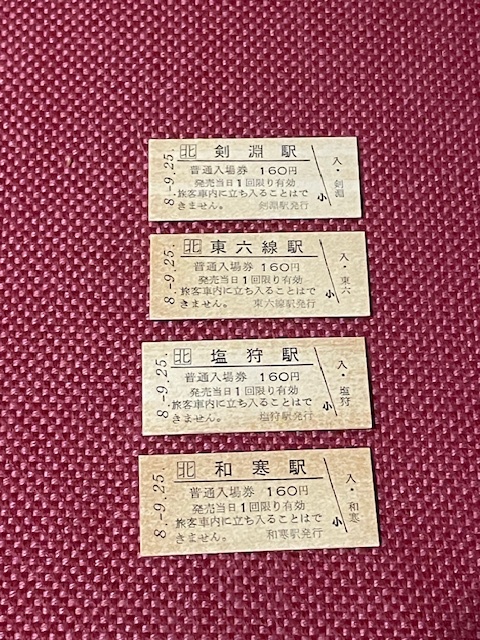 8.-9.25.
北 剣淵駅
普通入場券 160円
発売当日1回限り有効
旅客車内に立ち入ることはで
きません。 剣淵駅発行
小
入・剣淵
8.-9.25.
北 東六線駅
普通入場券 160円
発売当日1回限り有効
旅客車内に立ち入ることはで
きません。 東六線駅発行
小
入・東六
8.-9.25.
北 塩狩駅
普通入場券 160円
発売当日1回限り有効
旅客車内に立ち入ることはで
きません。 塩狩駅発行
小
入・塩狩
8.-9.25.
北 和寒駅
普通入場券 160円
発売当日1回限り有効
旅客車内に立ち入ることはで
きません。 和寒駅発行
小
入・和寒